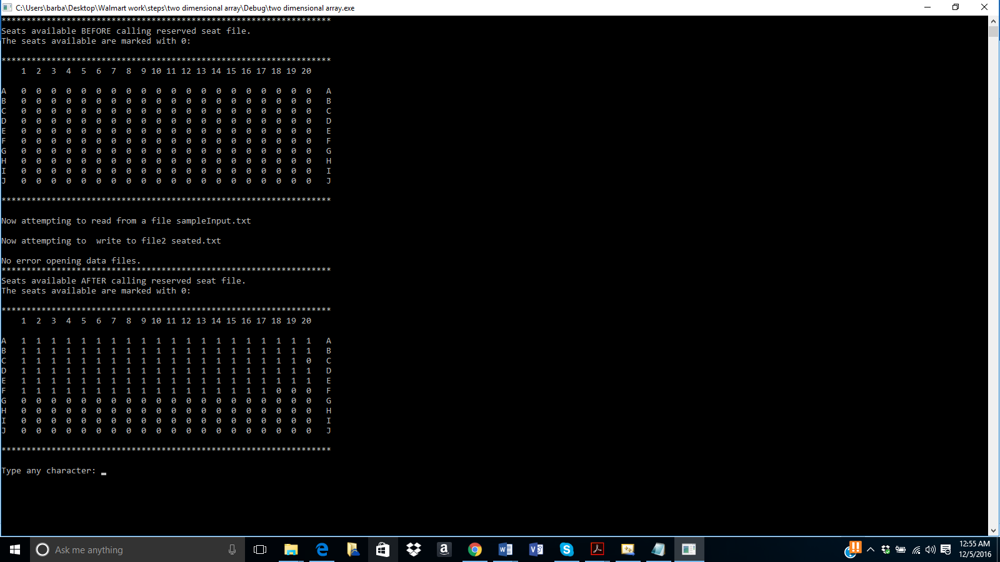 C:\Users\barba\Desktop\Walmart work\steps\two dimensional array\Debug\two dimensional array.exe
******************************************************************
Seats available BEFORE calling reserved seat file.
The seats available are marked with 0:
******************************************************************
1 2 3 4 5 6 7 8 9 10 11 12 13 14 15 16 17 18 19 20
A 0 0 0 0 0 0 0 0 0 0 0 0 0 0 0 0 0 0 0 0 A
B 0 0 0 0 0 0 0 0 0 0 0 0 0 0 0 0 0 0 0 0 B
C 0 0 0 0 0 0 0 0 0 0 0 0 0 0 0 0 0 0 0 0 C
D 0 0 0 0 0 0 0 0 0 0 0 0 0 0 0 0 0 0 0 0 D
E 0 0 0 0 0 0 0 0 0 0 0 0 0 0 0 0 0 0 0 0 E
F 0 0 0 0 0 0 0 0 0 0 0 0 0 0 0 0 0 0 0 0 F
G 0 0 0 0 0 0 0 0 0 0 0 0 0 0 0 0 0 0 0 0 G
H 0 0 0 0 0 0 0 0 0 0 0 0 0 0 0 0 0 0 0 0 H
I 0 0 0 0 0 0 0 0 0 0 0 0 0 0 0 0 0 0 0 0 I
J 0 0 0 0 0 0 0 0 0 0 0 0 0 0 0 0 0 0 0 0 J
******************************************************************
Now attempting to read from a file sampleInput.txt
Now attempting to  write to file2 seated.txt
No error opening data files.
******************************************************************
Seats available AFTER calling reserved seat file.
The seats available are marked with 0:
******************************************************************
1 2 3 4 5 6 7 8 9 10 11 12 13 14 15 16 17 18 19 20
A 1 1 1 1 1 1 1 1 1 1 1 1 1 1 1 1 1 1 1 1 A
B 1 1 1 1 1 1 1 1 1 1 1 1 1 1 1 1 1 1 1 1 B
C 1 1 1 1 1 1 1 1 1 1 1 1 1 1 1 1 1 1 1 0 C
D 1 1 1 1 1 1 1 1 1 1 1 1 1 1 1 1 1 1 1 1 D
E 1 1 1 1 1 1 1 1 1 1 1 1 1 1 1 1 1 1 1 1 E
F 1 1 1 1 1 1 1 1 1 1 1 1 1 1 1 1 1 0 0 0 F
G 0 0 0 0 0 0 0 0 0 0 0 0 0 0 0 0 0 0 0 0 G
H 0 0 0 0 0 0 0 0 0 0 0 0 0 0 0 0 0 0 0 0 H
I 0 0 0 0 0 0 0 0 0 0 0 0 0 0 0 0 0 0 0 0 I
J 0 0 0 0 0 0 0 0 0 0 0 0 0 0 0 0 0 0 0 0 J
******************************************************************
Type any character: _
Ask me anything
12:55 AM
12/5/2016